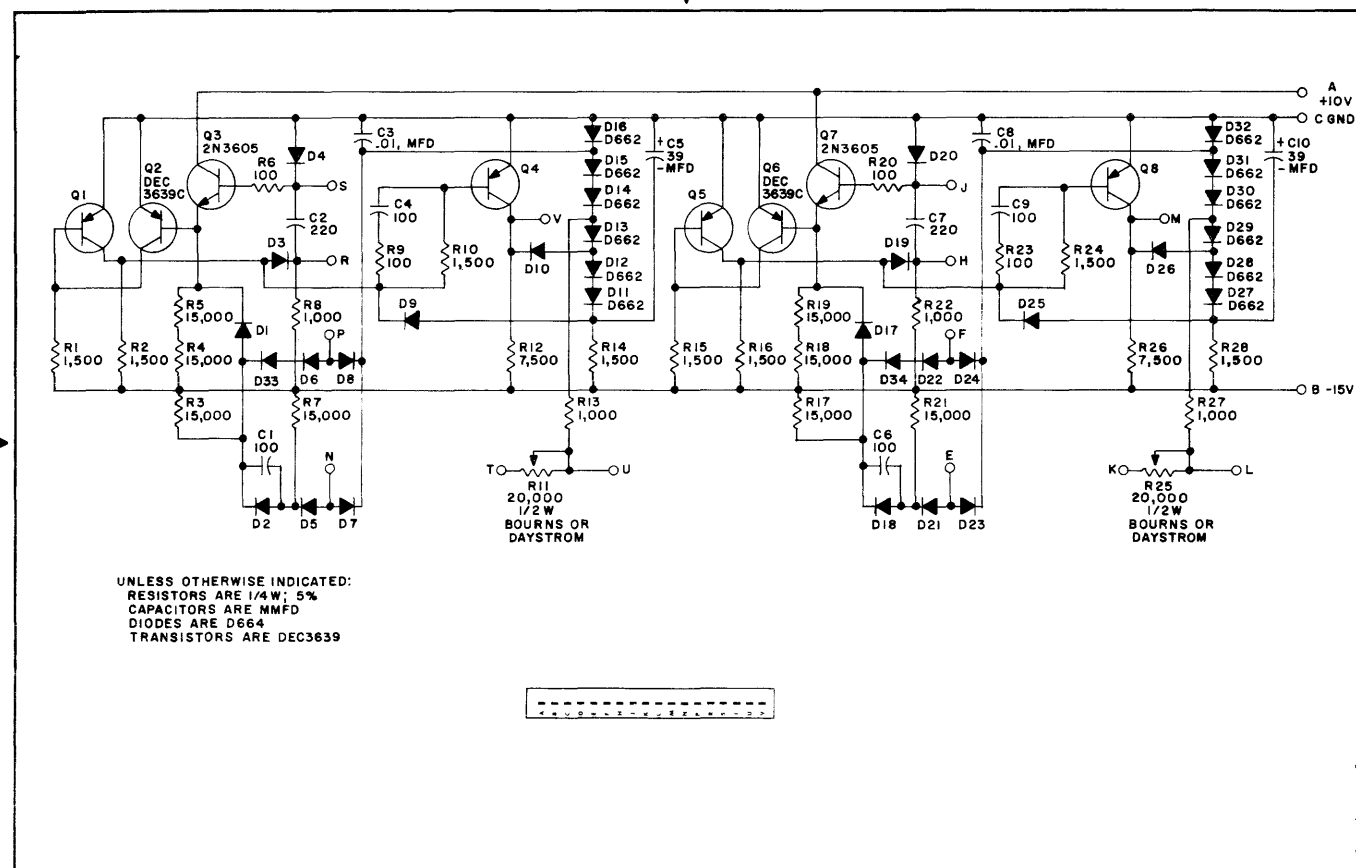 A
+10V
C GND
Q3
2N3605
Q2
DEC
3639C
Q1
R6
100
D4
S
C3
.01, MFD
Q4
D16
D662
D15
D662
D14
D662
D13
D662
D12
D662
D11
D662
+ C5
39
-MFD
C2
220
D3
R
C4
100
R9
100
R10
1,500
V
D10
D9
R5
15,000
R4
15,000
R3
15,000
D1
R8
1,000
P
D33
D6
D8
R1
1,500
R2
1,500
R7
15,000
R12
7,500
R14
1,500
R13
1,000
C1
100
N
D2
D5
D7
T
U
R11
20,000
1/2W
BOURNS OR
DAYSTROM
Q7
2N3605
Q6
DEC
3639C
Q5
R20
100
D20
J
C8
.01, MFD
Q8
D32
D662
D31
D662
D30
D662
D29
D662
D28
D662
D27
D662
+ C10
39
-MFD
C7
220
D19
H
C9
100
R23
100
R24
1,500
M
D26
D25
R19
15,000
R18
15,000
R17
15,000
D17
R22
1,000
F
D34
D22
D24
R15
1,500
R16
1,500
R21
15,000
R26
7,500
R28
1,500
B -15V
R27
1,000
C6
100
E
D18
D21
D23
K
L
R25
20,000
1/2W
BOURNS OR
DAYSTROM
UNLESS OTHERWISE INDICATED:
RESISTORS ARE 1/4W; 5%
CAPACITORS ARE MMFD
DIODES ARE D664
TRANSISTORS ARE DEC3639